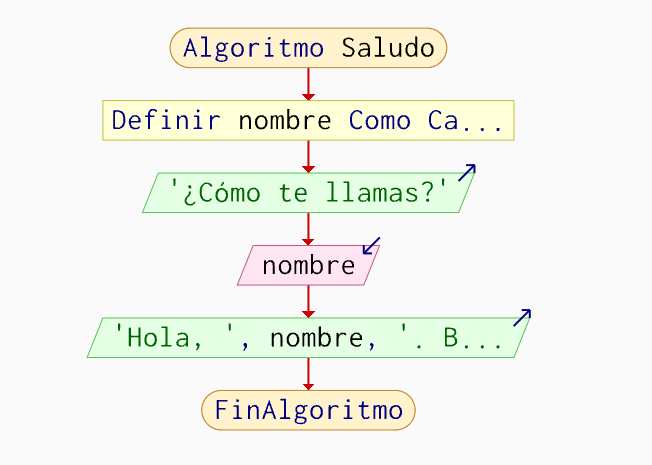 Algoritmo Saludo
Definir nombre Como Ca...
'¿Cómo te llamas?'
nombre
'Hola, ', nombre, '. B...
FinAlgoritmo